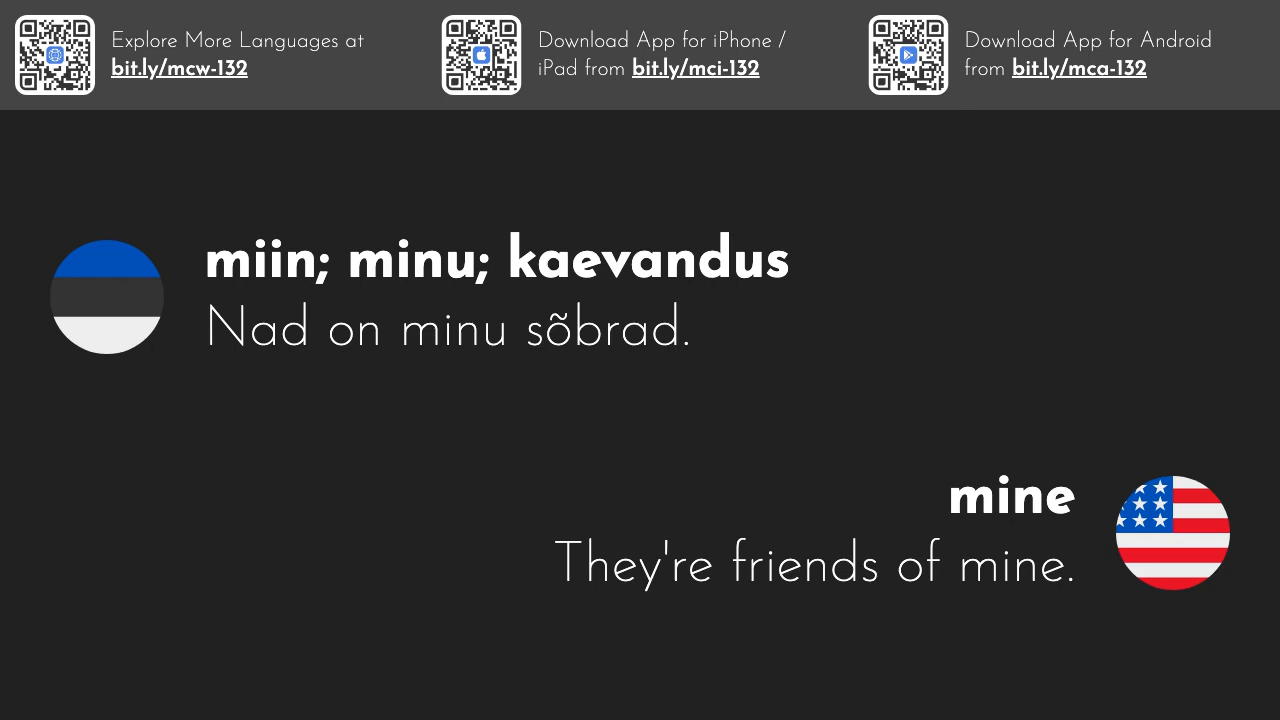 Explore More Languages at
bit.ly/mcw-132
Download App for iPhone /
iPad from bit.ly/mci-132
Download App for Android
from bit.ly/mca-132
miin; minu; kaevandus
Nad on minu sõbrad.
mine
They're friends of mine.